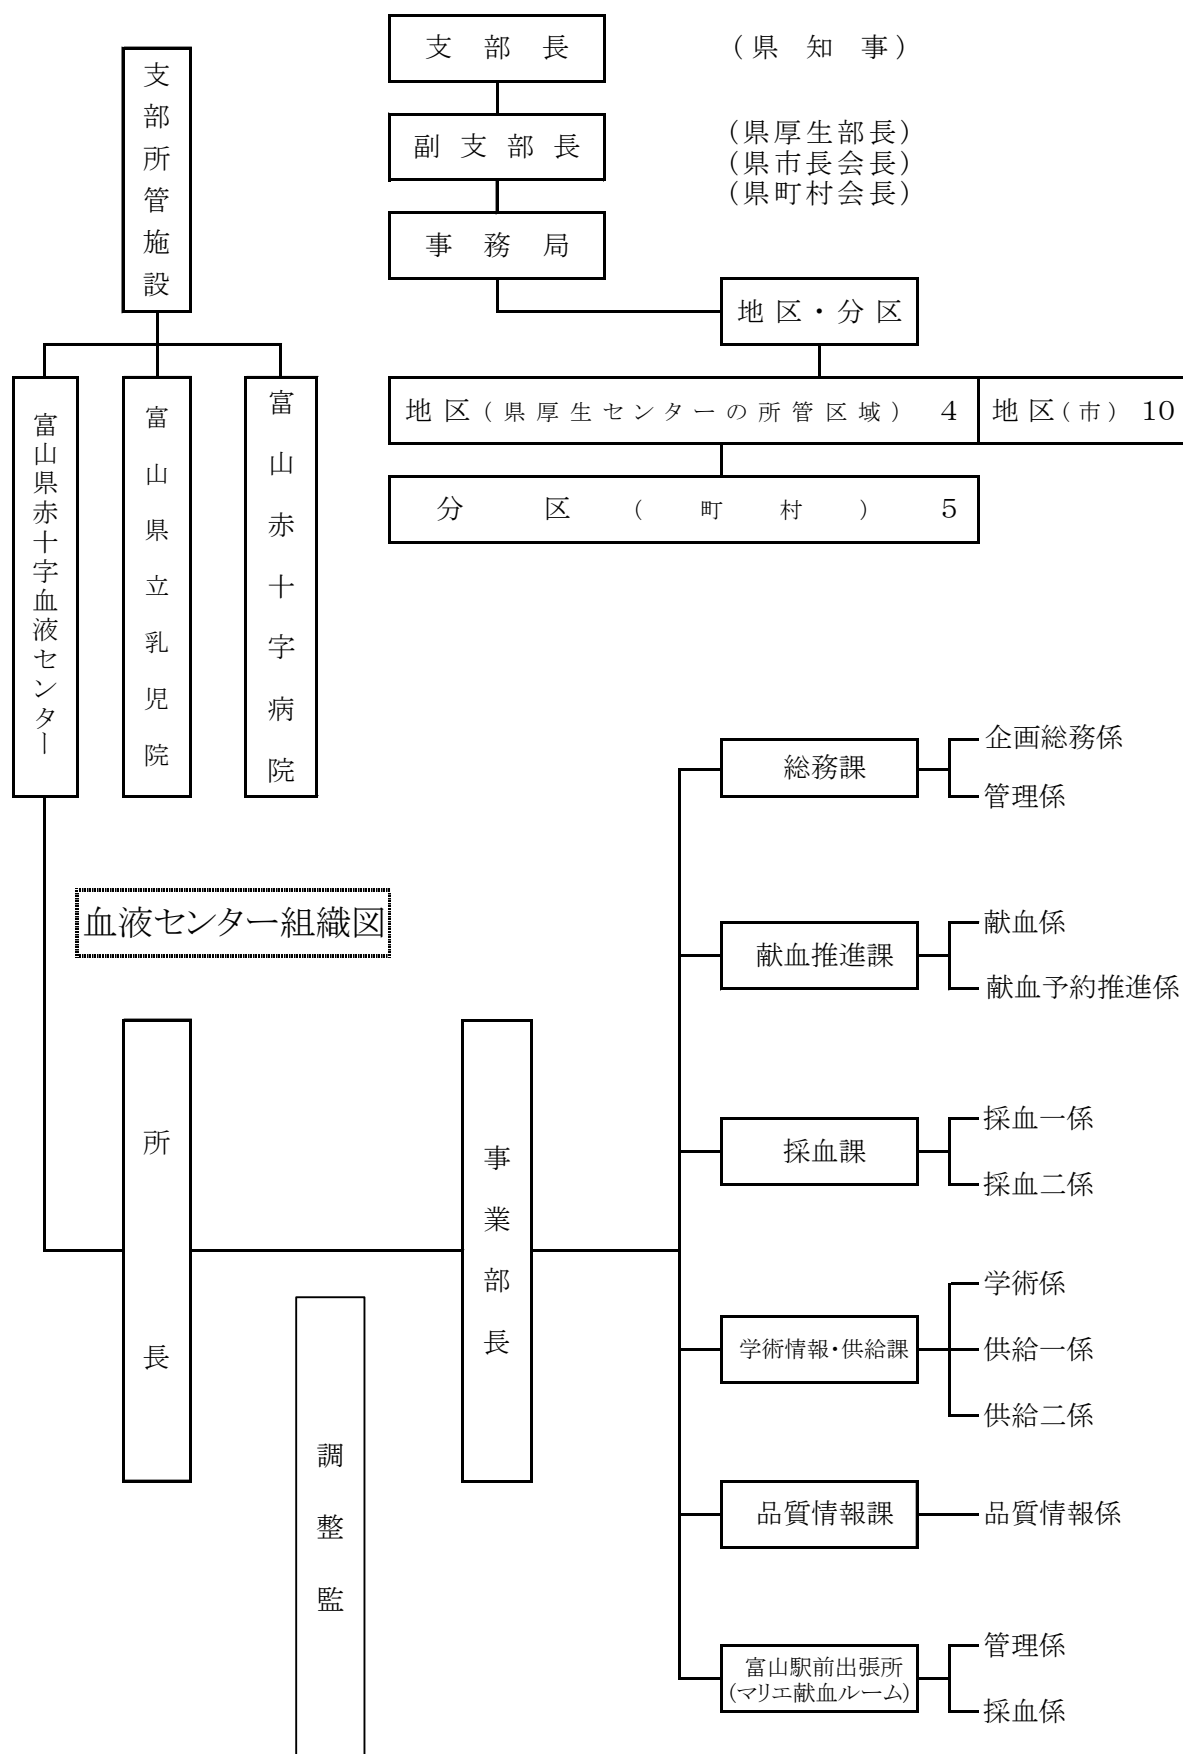 支部長
(県知事)
副支部長
(県厚生部長)
(県市長会長)
(県町村会長)
事務局
地区・分区
地区(県厚生センターの所管区域) 4
地区(市) 10
分区(町村) 5
支部所管施設
富山県赤十字血液センター
富山県立乳児院
富山赤十字病院
血液センター組織図
所長
調整監
事業部長
総務課
企画総務係
管理係
献血推進課
献血係
献血予約推進係
採血課
採血一係
採血二係
学術情報・供給課
学術係
供給一係
供給二係
品質情報課
品質情報係
富山駅前出張所
(マリエ献血ルーム)
管理係
採血係